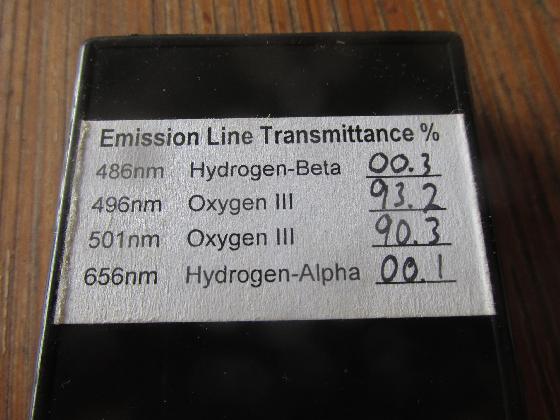 Emission Line Transmittance %
486nm Hydrogen-Beta 00.3
496nm Oxygen III 93.2
501nm Oxygen III 90.3
656nm Hydrogen-Alpha 00.1